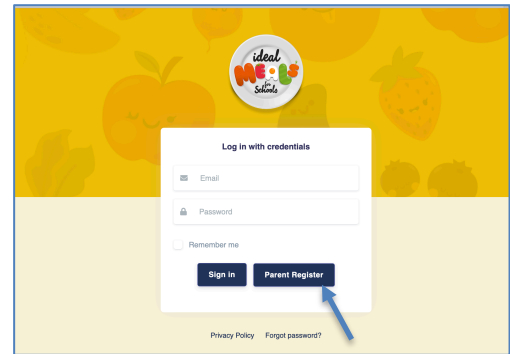 ideal
MEALS
for
Schools
Log in with credentials
Email
Password
Remember me
Sign in Parent Register
Privacy Policy Forgot password?